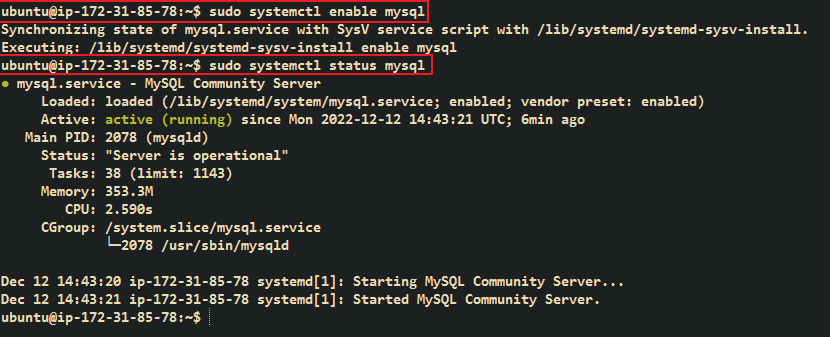 ubuntu@ip-172-31-85-78:~$ sudo systemctl enable mysql
Synchronizing state of mysql.service with SysV service script with /lib/systemd/systemd-sysv-install.
Executing: /lib/systemd/systemd-sysv-install enable mysql
ubuntu@ip-172-31-85-78:~$ sudo systemctl status mysql
● mysql.service - MySQL Community Server
     Loaded: loaded (/lib/systemd/system/mysql.service; enabled; vendor preset: enabled)
     Active: active (running) since Mon 2022-12-12 14:43:21 UTC; 6min ago
   Main PID: 2078 (mysqld)
     Status: "Server is operational"
      Tasks: 38 (limit: 1143)
     Memory: 353.3M
        CPU: 2.590s
     CGroup: /system.slice/mysql.service
             └─2078 /usr/sbin/mysqld
Dec 12 14:43:20 ip-172-31-85-78 systemd[1]: Starting MySQL Community Server...
Dec 12 14:43:21 ip-172-31-85-78 systemd[1]: Started MySQL Community Server.
ubuntu@ip-172-31-85-78:~$